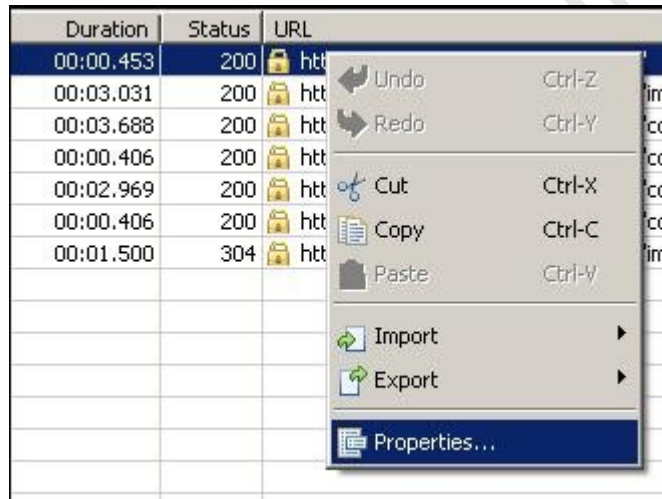 Duration Status URL
00:00.453 200 htt
00:03.031 200 htt
00:03.688 200 htt
00:00.406 200 htt
00:02.969 200 htt
00:00.406 200 htt
00:01.500 304 htt
Undo Ctrl-Z
Redo Ctrl-Y
Cut Ctrl-X
Copy Ctrl-C
Paste Ctrl-V
Import
Export
Properties...